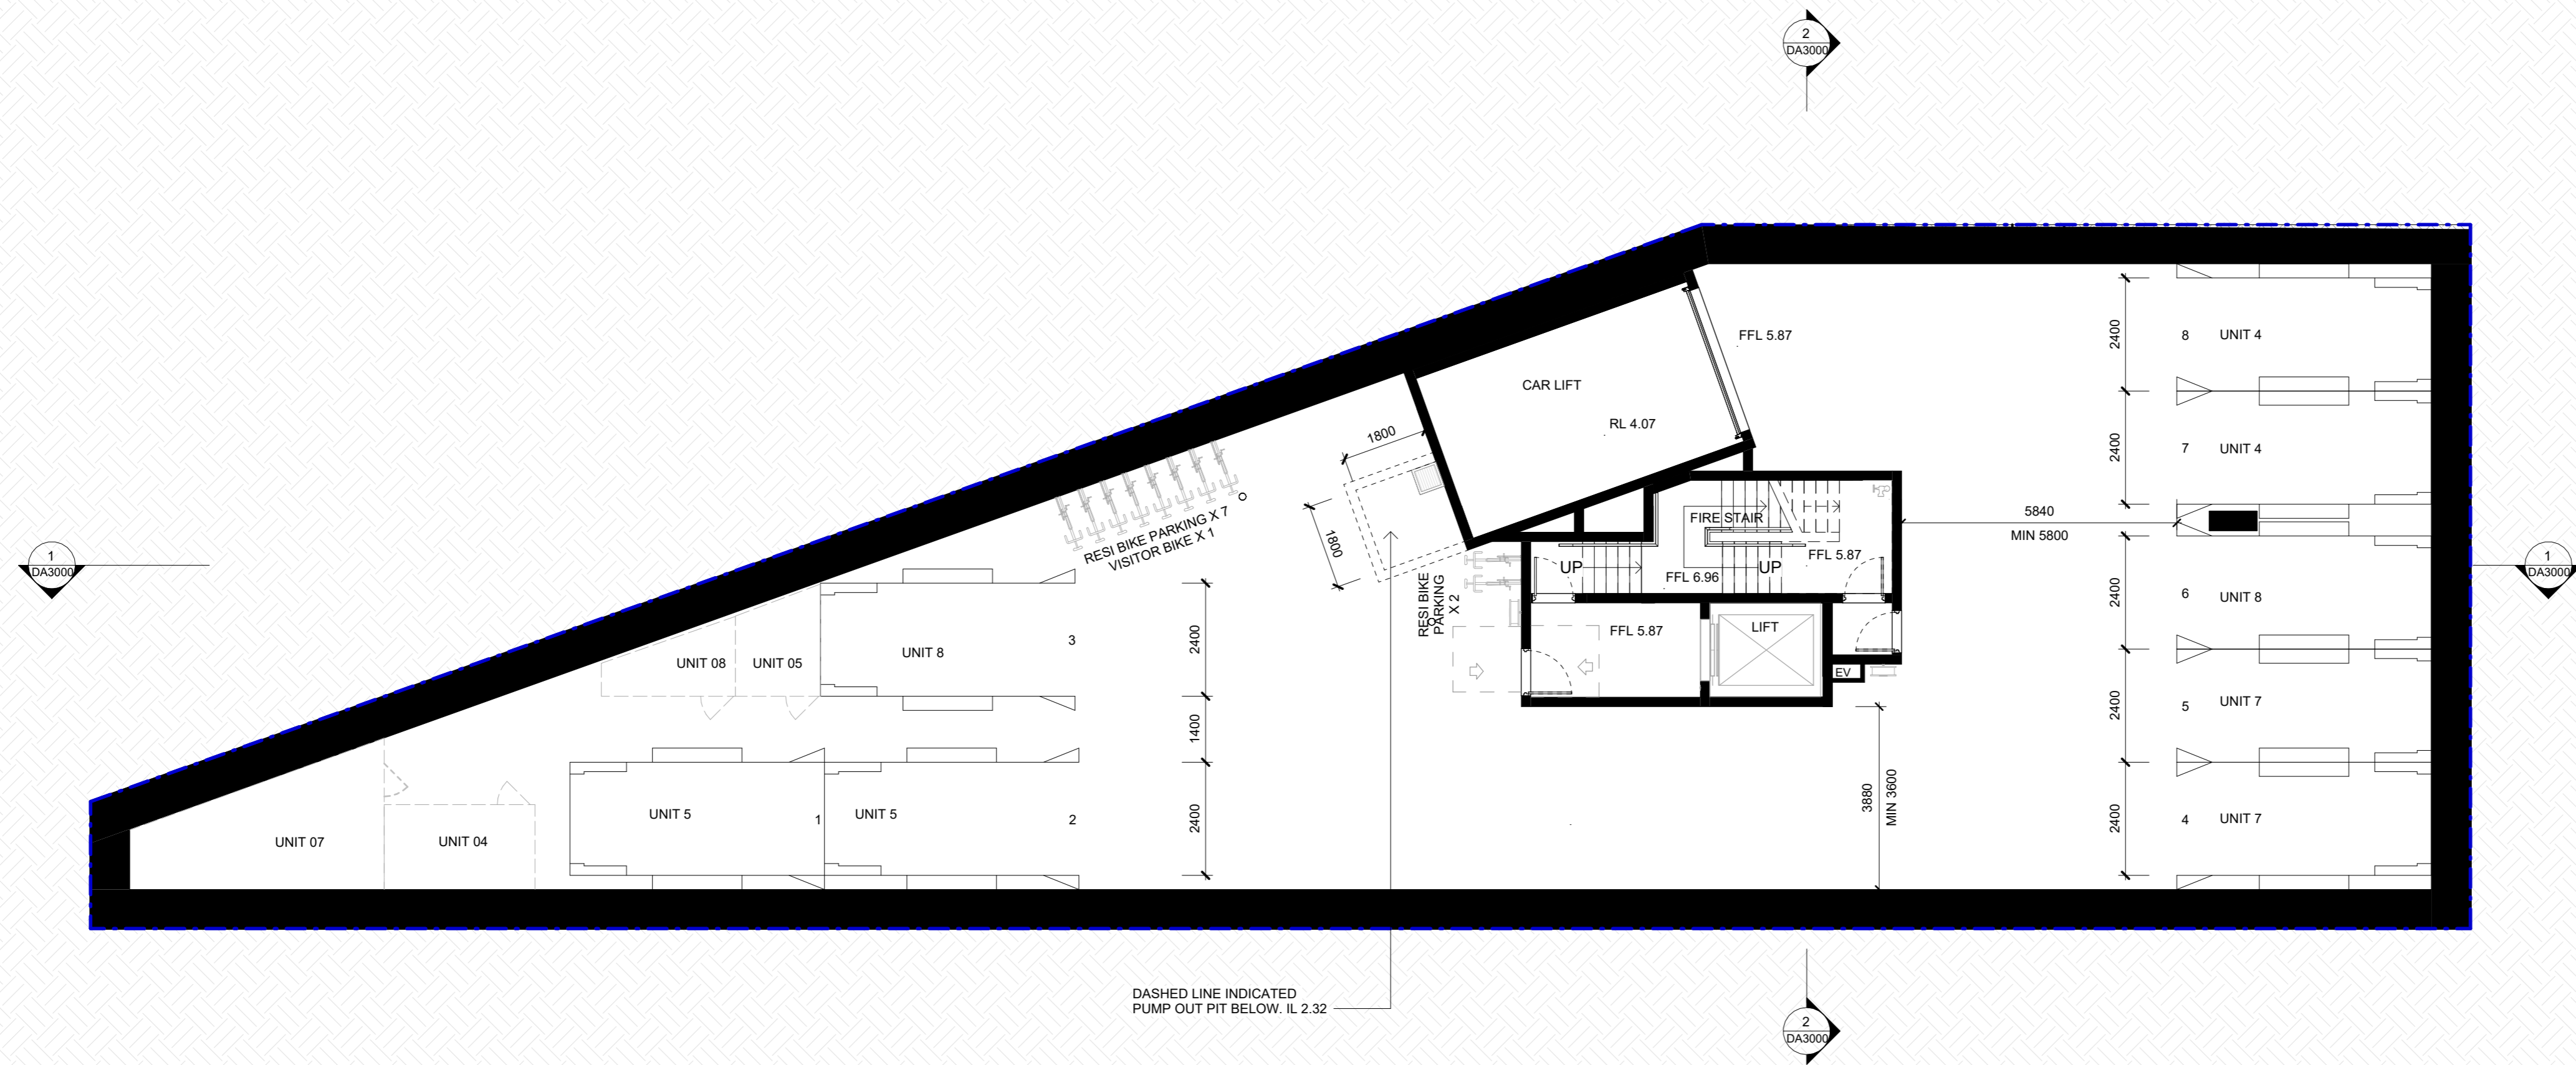 2
DA3000
FFL 5.87
2400
8 UNIT 4
CAR LIFT
RL 4.07
1800
2400
7 UNIT 4
FIRE STAIR
5840
MIN 5800
RESI BIKE PARKING X 7
VISITOR BIKE X 1
1800
1
DA3000
1
DA3000
UP
FFL 6.96
UP
FFL 5.87
RESI BIKE
PARKING
X 2
2400
6 UNIT 8
FFL 5.87
LIFT
EV
2400
3
UNIT 8
UNIT 08
UNIT 05
2400
5 UNIT 7
1400
3880
MIN 3600
UNIT 5
1
UNIT 5
2
2400
2400
4 UNIT 7
UNIT 07
UNIT 04
DASHED LINE INDICATED
PUMP OUT PIT BELOW. IL 2.32
2
DA3000